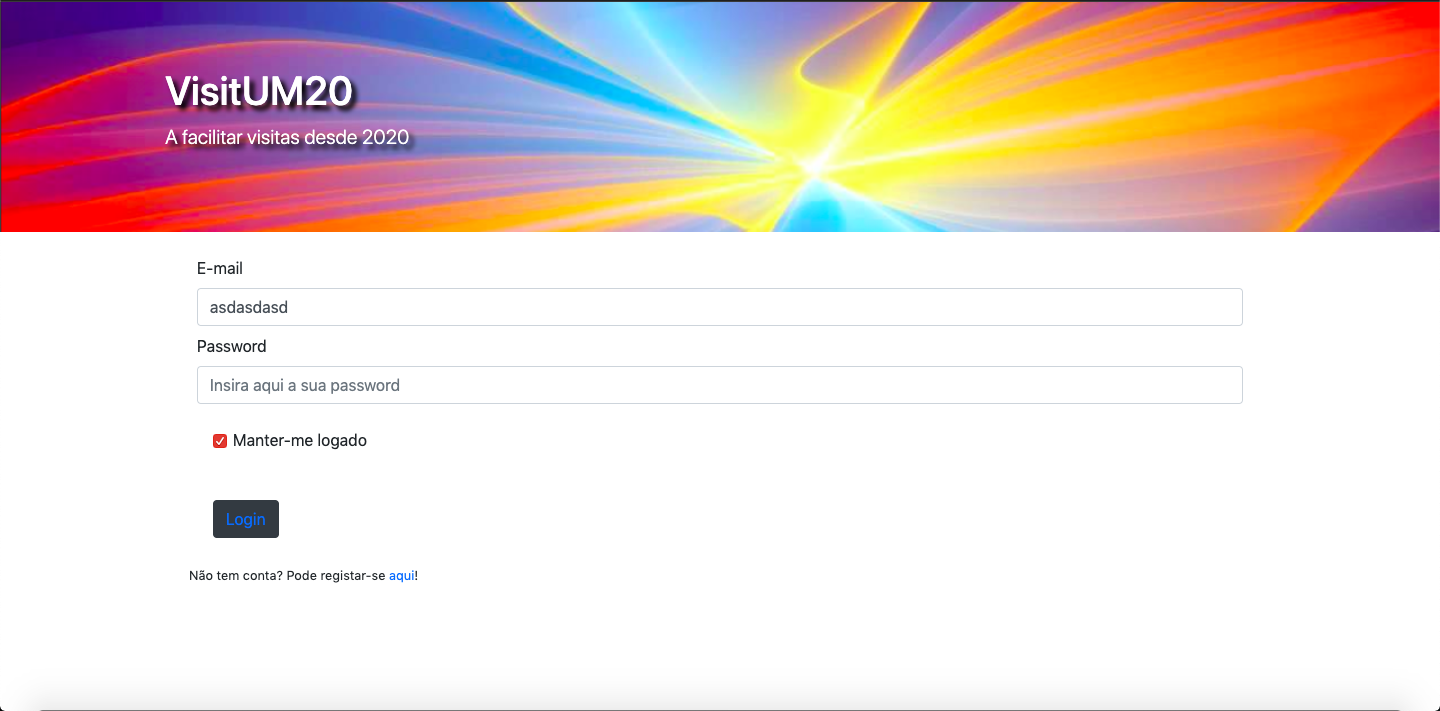 VisitUM20
A facilitar visitas desde 2020
E-mail
asdasdasd
Password
Insira aqui a sua password
Manter-me logado
Login
Não tem conta? Pode registar-se aqui!